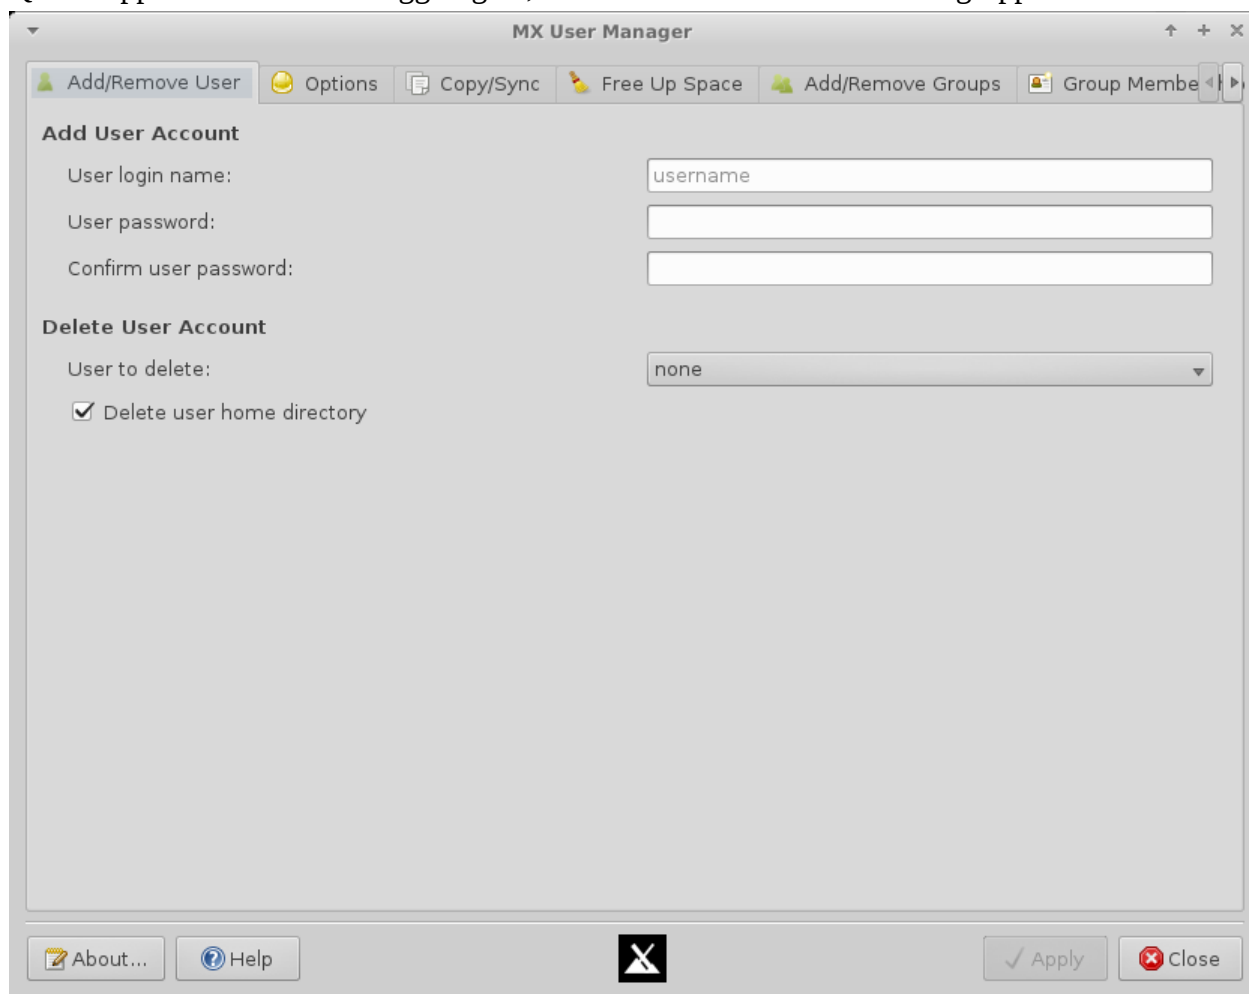 MX User Manager
Add/Remove User Options Copy/Sync Free Up Space Add/Remove Groups Group Membe
Add User Account
User login name: username
User password:
Confirm user password:
Delete User Account
User to delete: none
Delete user home directory
About... Help Apply Close